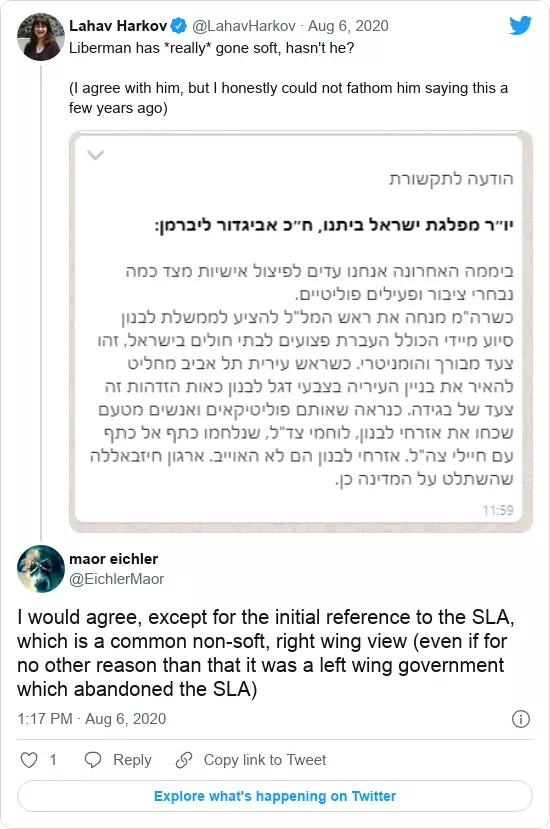 Lahav Harkov @LahavHarkov · Aug 6, 2020
Liberman has *really* gone soft, hasn't he?
(I agree with him, but I honestly could not fathom him saying this a
few years ago)
הודעה לתקשורת
יו״ר מפלגת ישראל ביתנו, ח״כ אביגדור ליברמן:
ביממה האחרונה אנחנו עדים לפיצול אישיות מצד כמה
נבחרי ציבור ופעילים פוליטיים.
כשרה"מ מנחה את ראש המל"ל להציע לממשלת לבנון
סיוע מיידי הכולל העברת פצועים לבתי חולים בישראל, זהו
צעד מבורך והומניטרי. כשראש עירית תל אביב מחליט
להאיר את בניין העיריה בצבעי דגל לבנון כאות הזדהות זה
צעד של בגידה. כנראה שאותם פוליטיקאים ואנשים מטעם
שכחו את אזרחי לבנון, לוחמי צד"ל, שנלחמו כתף אל כתף
עם חיילי צה"ל. אזרחי לבנון הם לא האוייב. ארגון חיזבאללה
שהשתלט על המדינה כן.
11:59
maor eichler
@EichlerMaor
I would agree, except for the initial reference to the SLA,
which is a common non-soft, right wing view (even if for
no other reason than that it was a left wing government
which abandoned the SLA)
1:17 PM · Aug 6, 2020
1 Reply Copy link to Tweet
Explore what's happening on Twitter